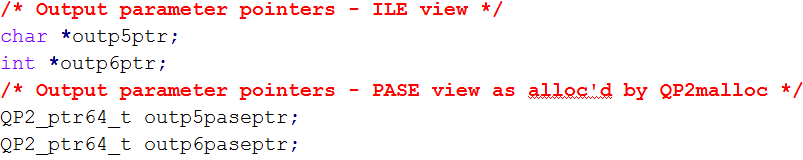 /* Output parameter pointers - ILE view */
char *outp5ptr;
int *outp6ptr;
/* Output parameter pointers - PASE view as alloc'd by QP2malloc */
QP2_ptr64_t outp5paseptr;
QP2_ptr64_t outp6paseptr;